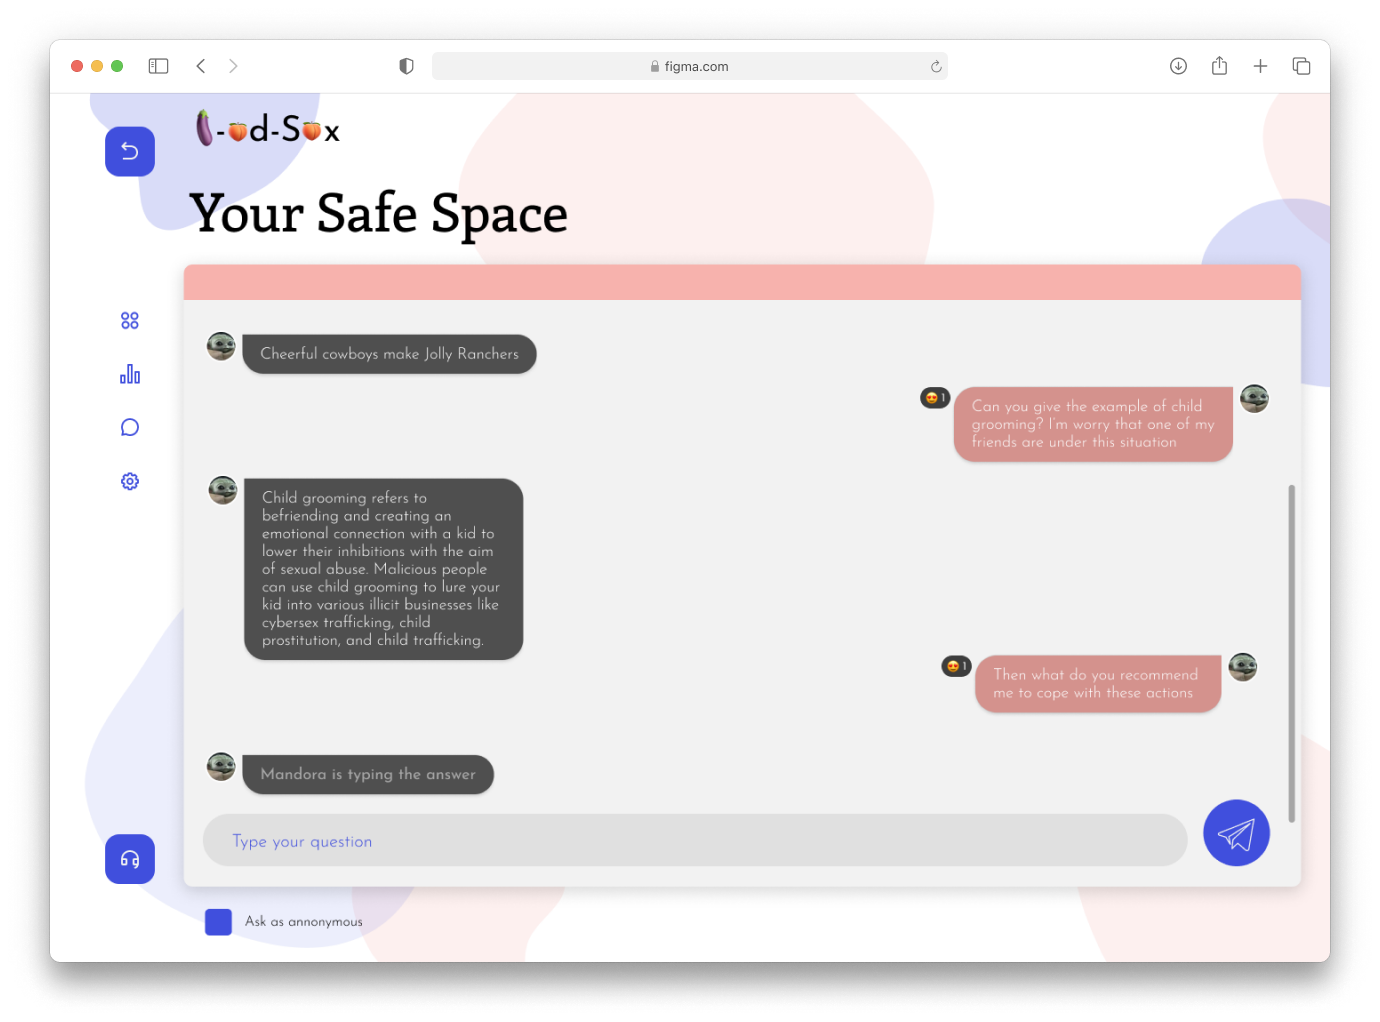 figma.com
🍆-🍑d-S🍑x
Your Safe Space
Cheerful cowboys make Jolly Ranchers
😍 1
Can you give the example of child
grooming? I'm worry that one of my
friends are under this situation
Child grooming refers to
befriending and creating an
emotional connection with a kid to
lower their inhibitions with the aim
of sexual abuse. Malicious people
can use child grooming to lure your
kid into various illicit businesses like
cybersex trafficking, child
prostitution, and child trafficking.
😍 1
Then what do you recommend
me to cope with these actions
Mandora is typing the answer
Type your question
Ask as annonymous